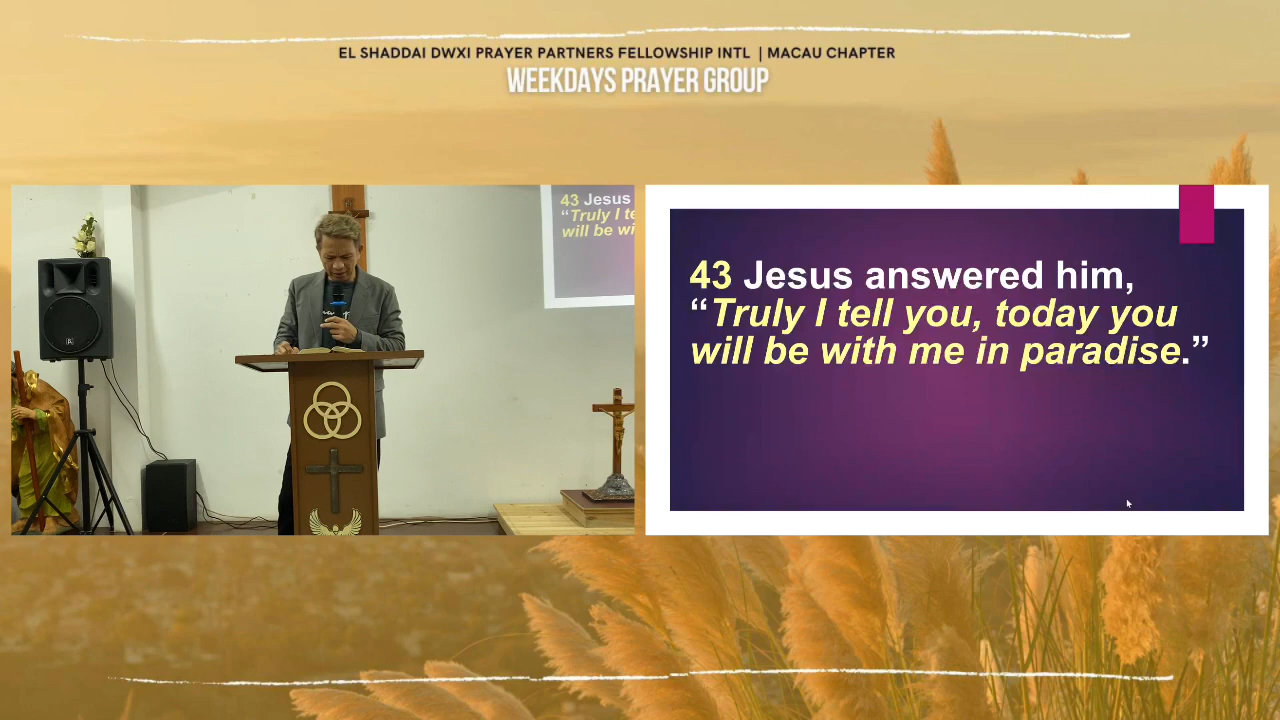 EL SHADDAI DWXI PRAYER PARTNERS FELLOWSHIP INTL | MACAU CHAPTER
WEEKDAYS PRAYER GROUP
43 Jesus
“Truly I te
will be wi
43 Jesus answered him,
“Truly I tell you, today you
will be with me in paradise.”